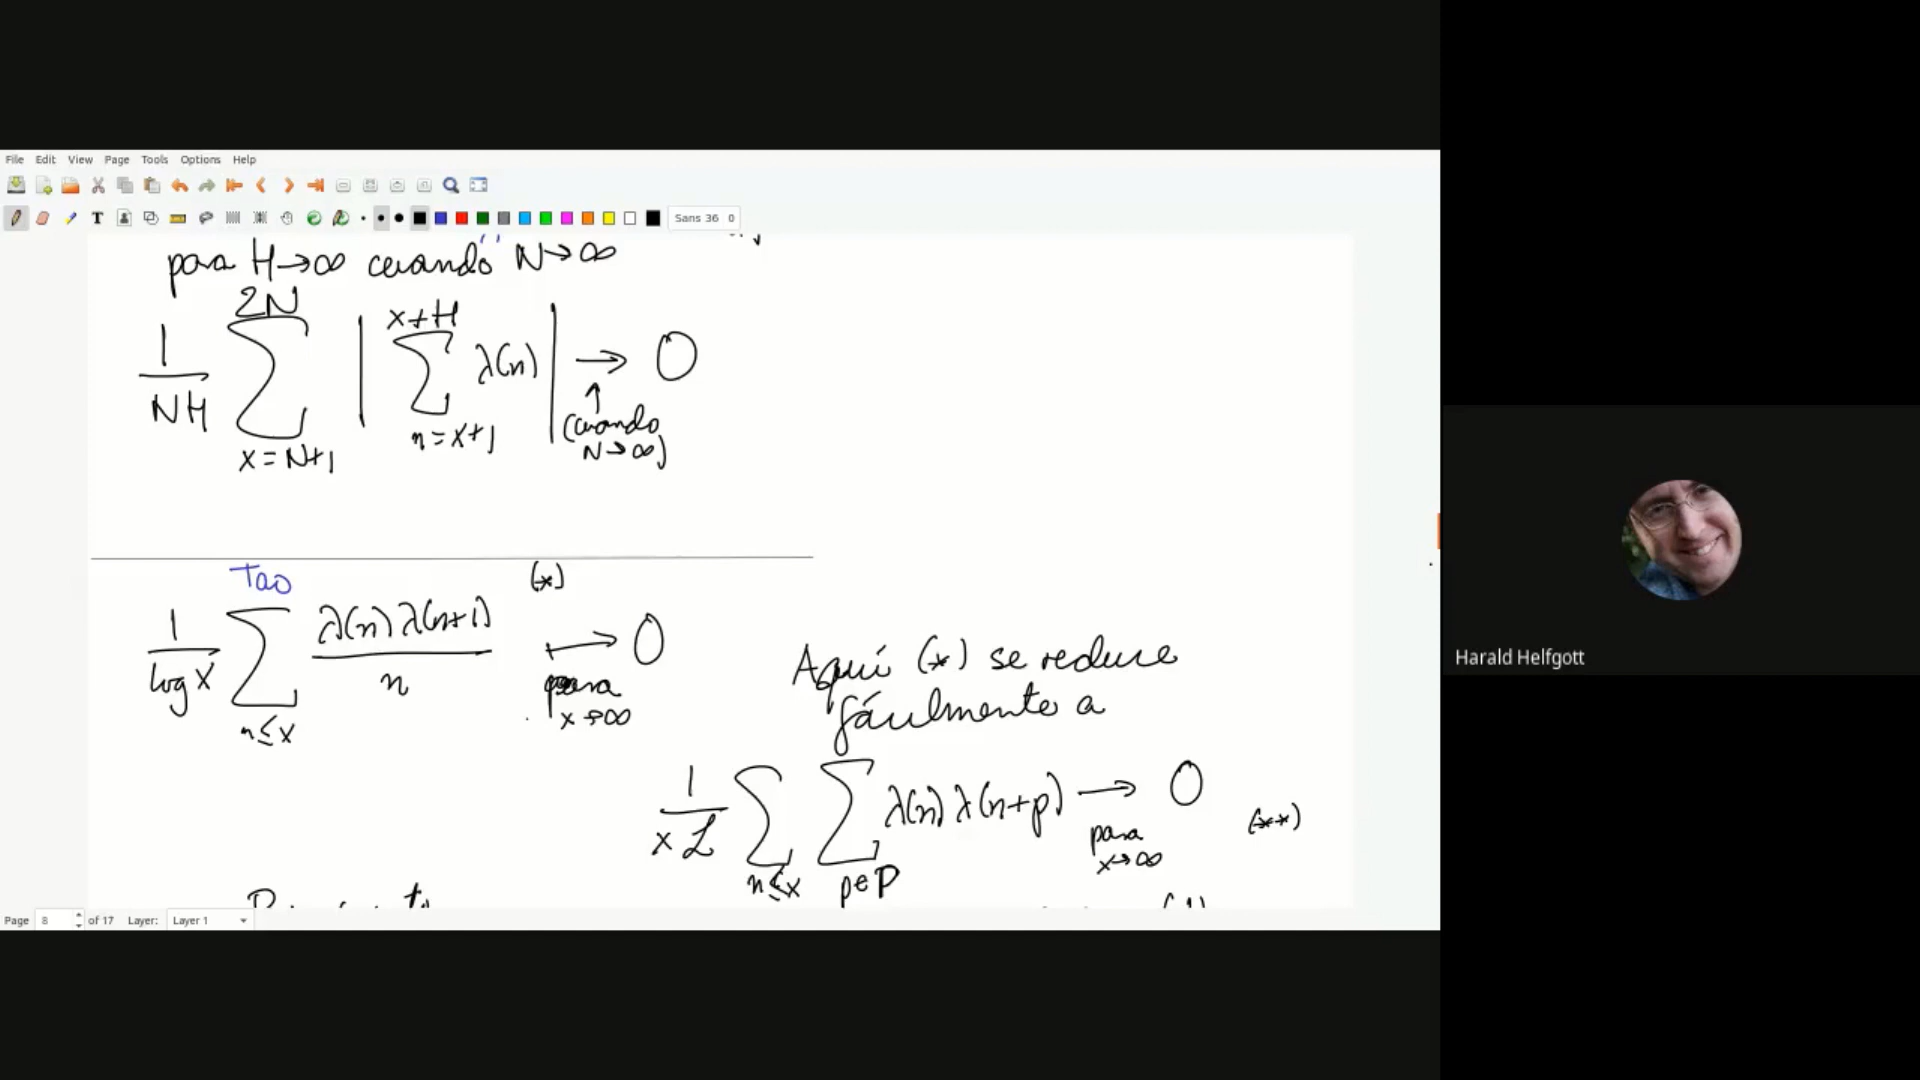 File Edit View Page Tools Options Help
Sans 36 0
para H→∞ cuando N→∞
1/NH ∑_{x=N+1}^{2N} | ∑_{n=x+1}^{x+H} λ(n) | → 0
↑
(cuando
N→∞)
Tao
(*)
1/log x ∑_{n≤x} λ(n)λ(n+1)/n ↦ 0
para
x→∞
Aquí (*) se reduce
fácilmente a
1/xℒ ∑_{n≤x} ∑_{p∈P} λ(n)λ(n+p) → 0 (**)
para
x→∞
Page 8 of 17 Layer: Layer 1
Harald Helfgott